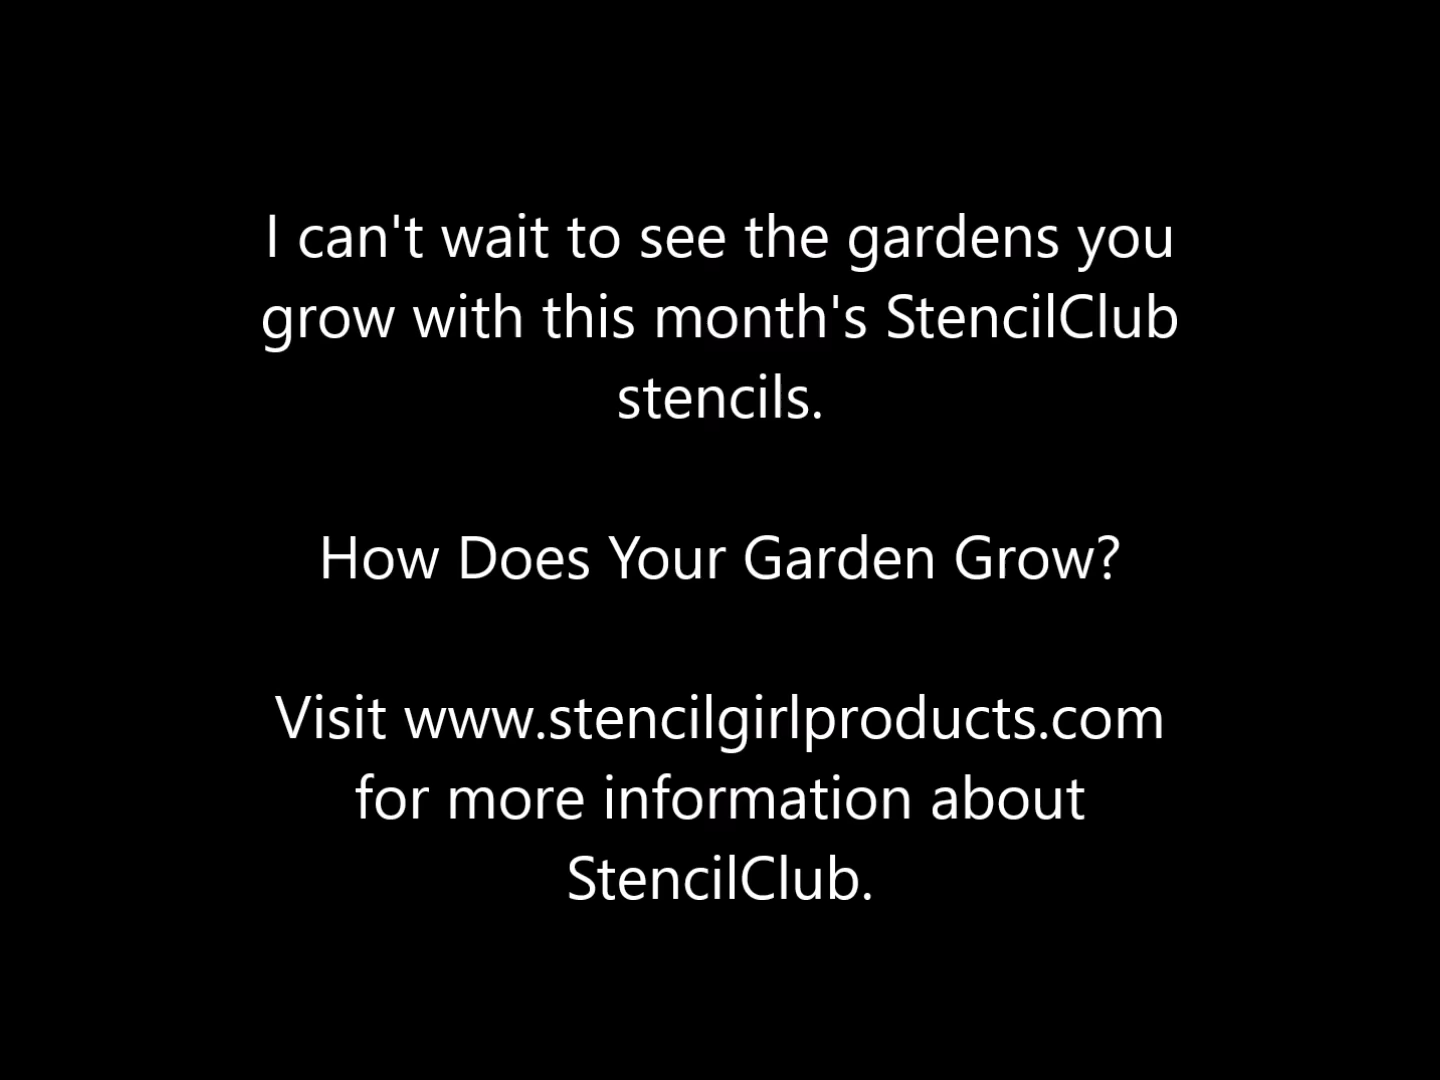 I can't wait to see the gardens you
grow with this month's StencilClub
stencils.
How Does Your Garden Grow?
Visit www.stencilgirlproducts.com
for more information about
StencilClub.